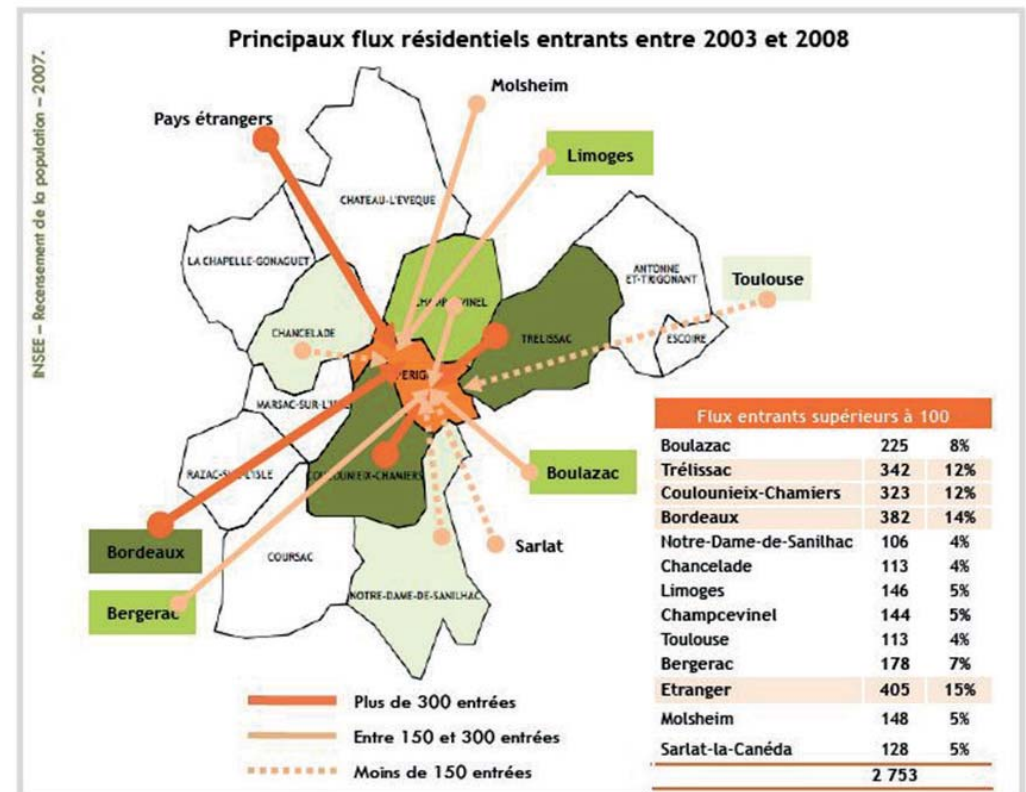 Principaux flux résidentiels entrants entre 2003 et 2008
INSEE – Recensement de la population – 2007.
Molsheim
Pays étrangers
Limoges
CHATEAU-L'EVEQUE
LA CHAPELLE-GONAGUET
ANTONNE
ET-TRIGONANT
Toulouse
CHANCELADE
TRELISSAC
ESCOIRE
COURSAC
Boulazac
Sarlat
Bordeaux
Bergerac
NOTRE-DAME-DE-SANILHAC
Plus de 300 entrées
Entre 150 et 300 entrées
Moins de 150 entrées
Flux entrants supérieurs à 100
Boulazac 225 8%
Trélissac 342 12%
Coulounieix-Chamiers 323 12%
Bordeaux 382 14%
Notre-Dame-de-Sanilhac 106 4%
Chancelade 113 4%
Limoges 146 5%
Champcevinel 144 5%
Toulouse 113 4%
Bergerac 178 7%
Etranger 405 15%
Molsheim 148 5%
Sarlat-la-Canéda 128 5%
2 753